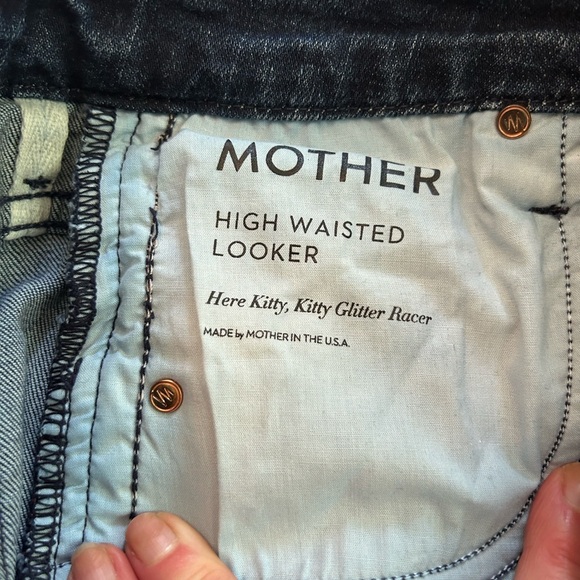 MOTHER
HIGH WAISTED
LOOKER
Here Kitty, Kitty Glitter Racer
MADE by MOTHER IN THE U.S.A.